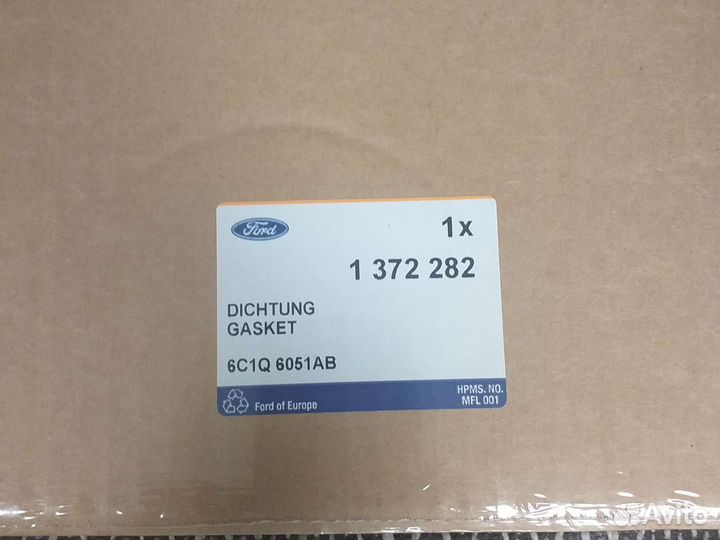 Ford
1x
1 372 282
DICHTUNG
GASKET
6C1Q 6051AB
HPMS. NO.
MFL 001
Ford of Europe
Avito